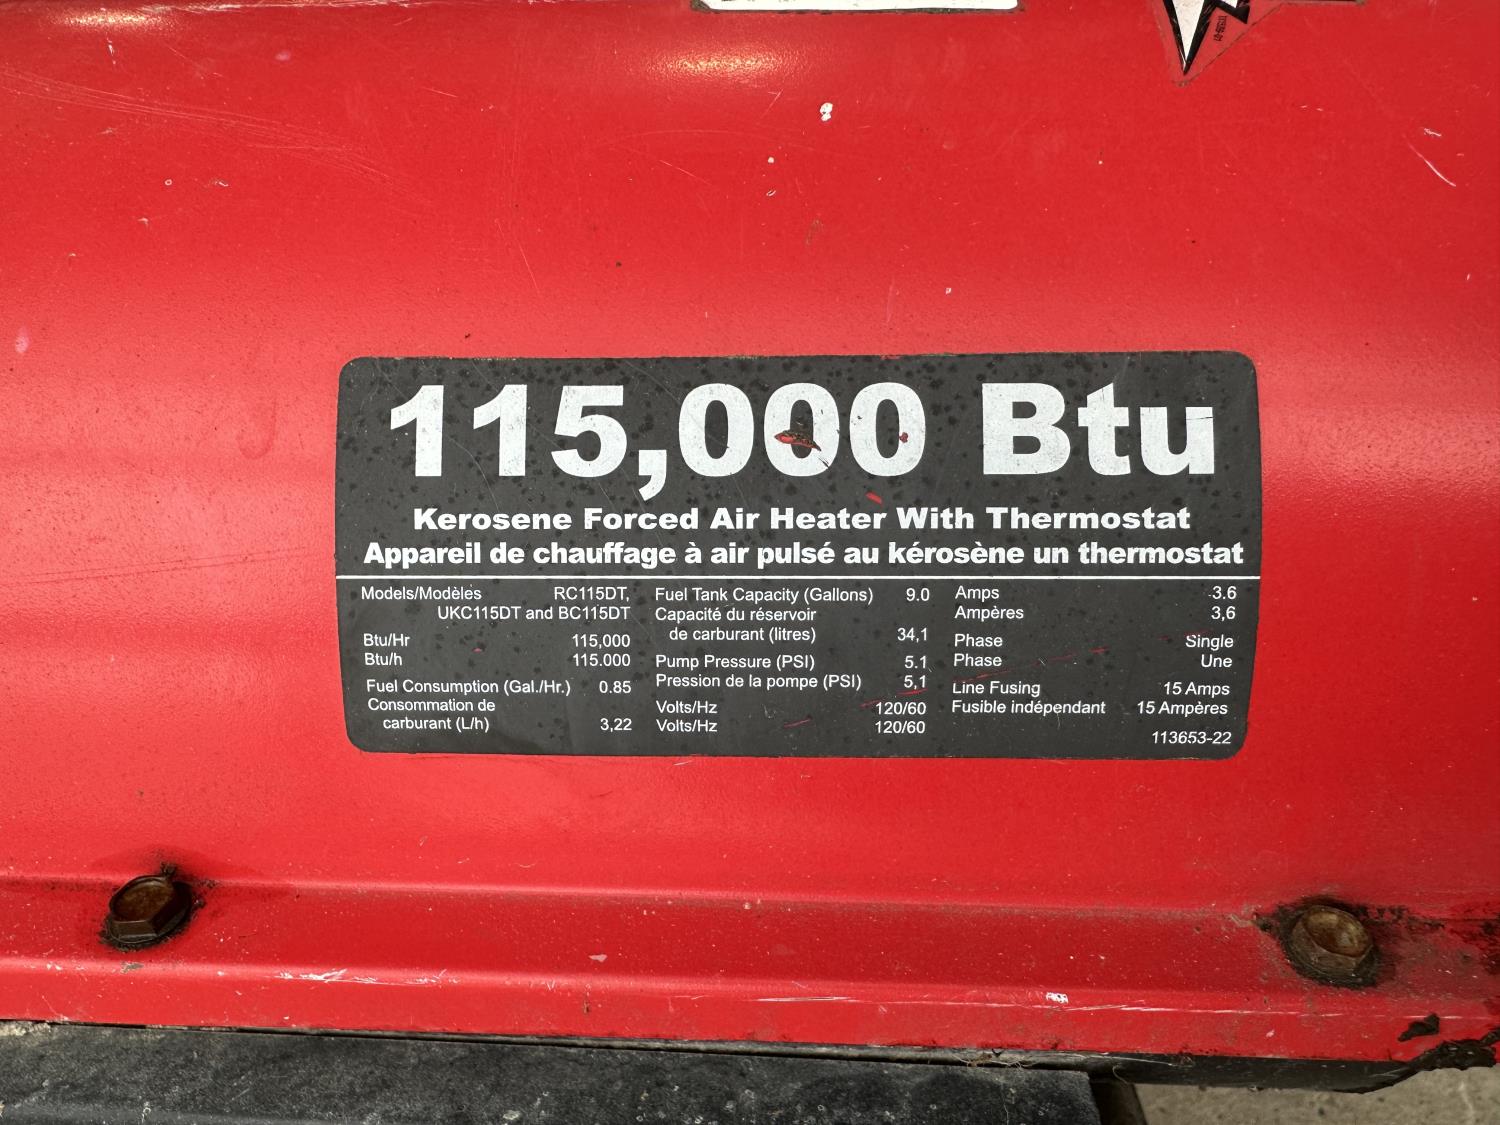 115,000 Btu
Kerosene Forced Air Heater With Thermostat
Appareil de chauffage à air pulsé au kérosène un thermostat
Models/Modèles RC115DT,
UKC115DT and BC115DT
Btu/Hr 115,000
Btu/h 115.000
Fuel Consumption (Gal./Hr.) 0.85
Consommation de
carburant (L/h) 3,22
Fuel Tank Capacity (Gallons) 9.0
Capacité du réservoir
de carburant (litres) 34,1
Pump Pressure (PSI) 5.1
Pression de la pompe (PSI) 5,1
Volts/Hz 120/60
Volts/Hz 120/60
Amps 3.6
Ampères 3,6
Phase Single
Phase Une
Line Fusing 15 Amps
Fusible indépendant 15 Ampères
113653-22